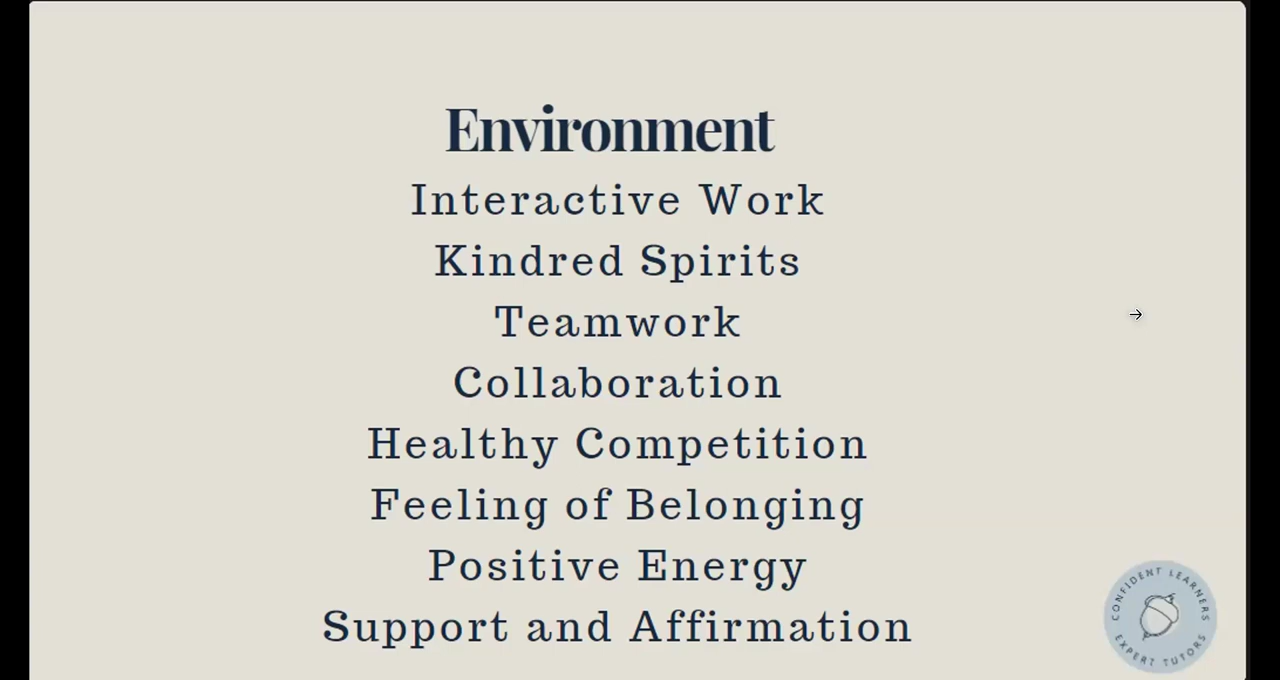 Environment
Interactive Work
Kindred Spirits
Teamwork
Collaboration
Healthy Competition
Feeling of Belonging
Positive Energy
Support and Affirmation
CONFIDENT LEARNERS
EXPERT TUTORS